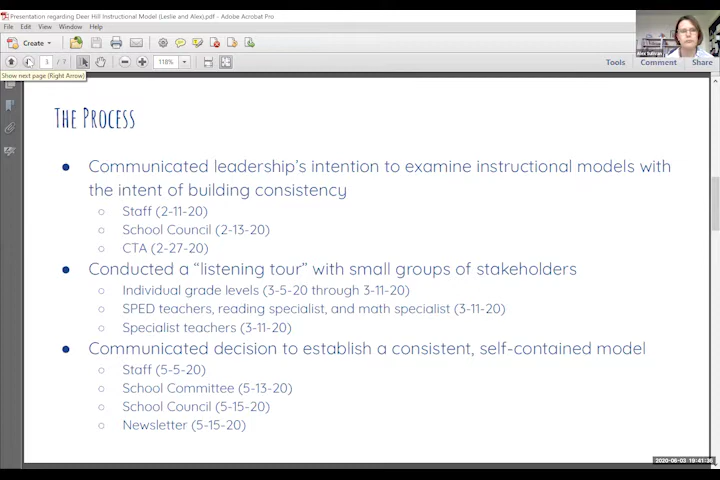 Presentation regarding Deer Hill Instructional Model (Leslie and Alex).pdf - Adobe Acrobat Pro
File Edit View Window Help
Create
3 / 7 118% Tools Comment Share
Show next page (Right Arrow)
Alex Sullivan
The Process
● Communicated leadership's intention to examine instructional models with
the intent of building consistency
○ Staff (2-11-20)
○ School Council (2-13-20)
○ CTA (2-27-20)
● Conducted a “listening tour” with small groups of stakeholders
○ Individual grade levels (3-5-20 through 3-11-20)
○ SPED teachers, reading specialist, and math specialist (3-11-20)
○ Specialist teachers (3-11-20)
● Communicated decision to establish a consistent, self-contained model
○ Staff (5-5-20)
○ School Committee (5-13-20)
○ School Council (5-15-20)
○ Newsletter (5-15-20)
2020-06-03 19:41:36